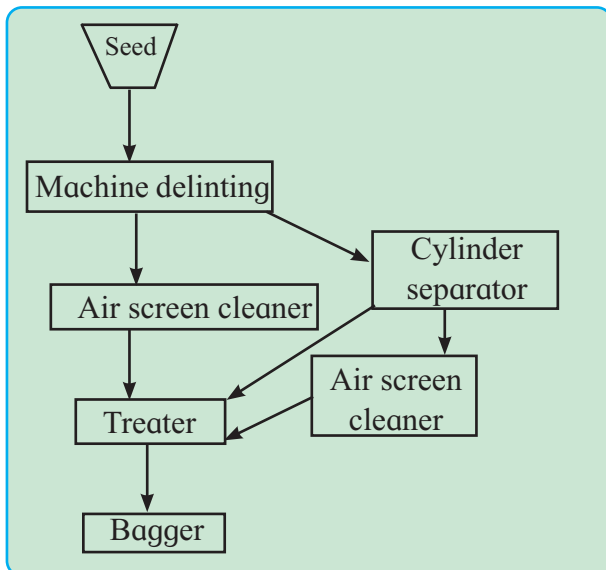 Seed
Machine delinting
Cylinder
separator
Air screen cleaner
Air screen
cleaner
Treater
Bagger